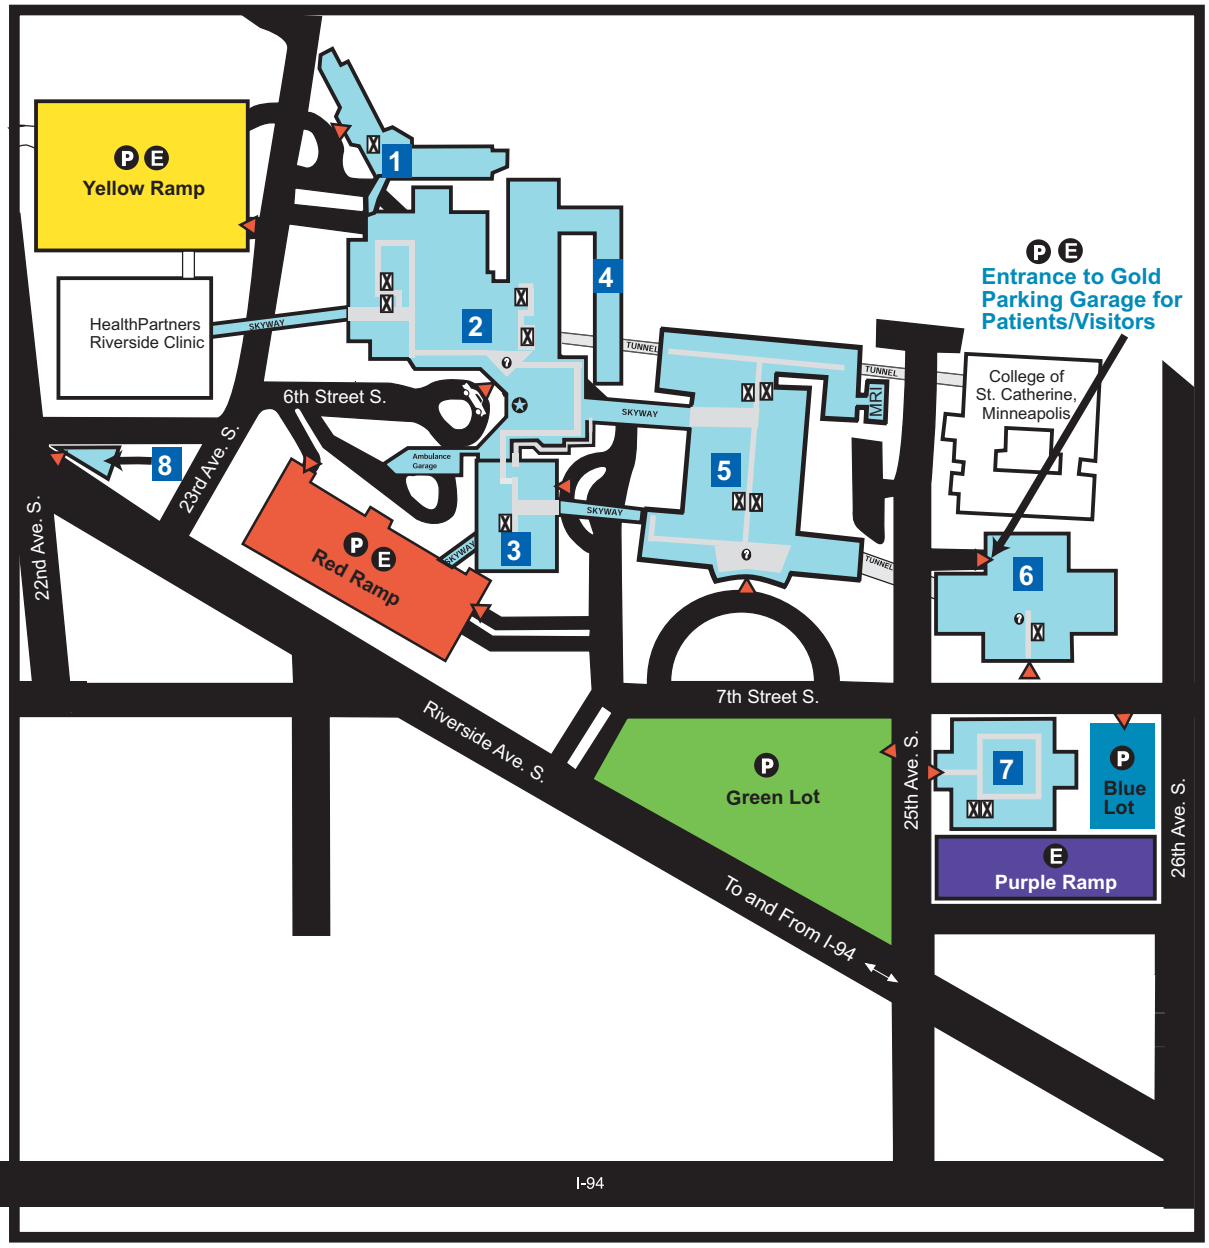 1
P E
Yellow Ramp
P E
Entrance to Gold
Parking Garage for
Patients/Visitors
4
2
?
HealthPartners
Riverside Clinic
SKYWAY
TUNNEL
TUNNEL
MRI
College of
St. Catherine,
Minneapolis
6th Street S.
SKYWAY
23rd Ave. S.
8
Ambulance
Garage
5
22nd Ave. S.
SKYWAY
3
SKYWAY
P E
Red Ramp
?
TUNNEL
6
?
7th Street S.
Riverside Ave. S.
P
Green Lot
25th Ave. S.
7
P
Blue
Lot
26th Ave. S.
E
Purple Ramp
To and From I-94
I-94